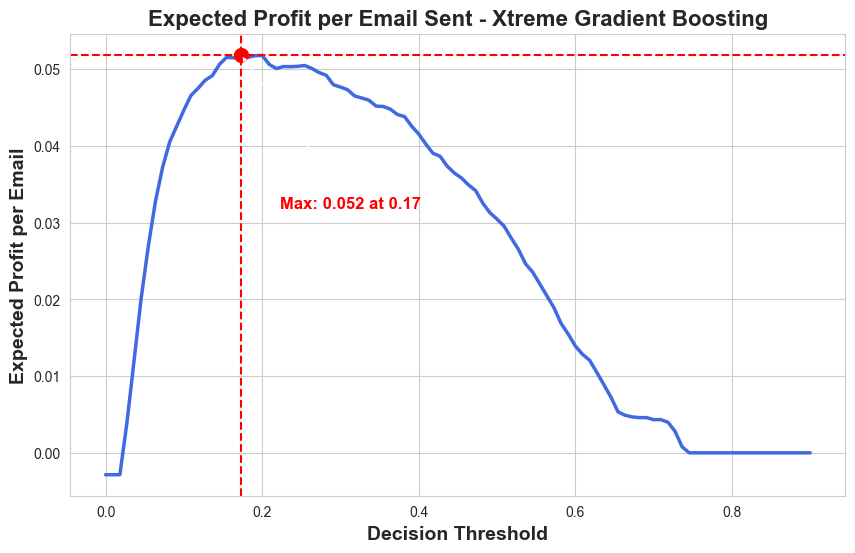 Expected Profit per Email Sent - Xtreme Gradient Boosting
Expected Profit per Email
0.05
0.04
0.03
0.02
0.01
0.00
Max: 0.052 at 0.17
0.0 0.2 0.4 0.6 0.8
Decision Threshold